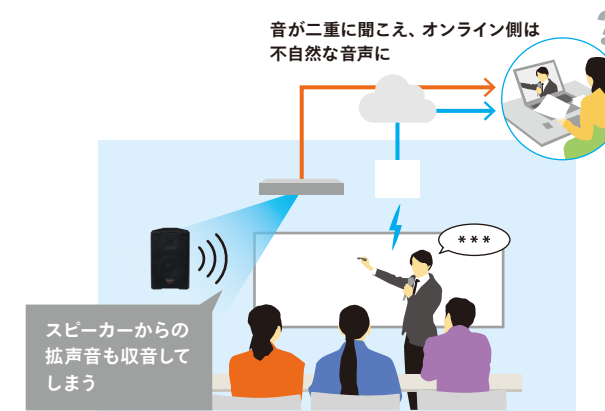 音が二重に聞こえ、オンライン側は
不自然な音声に
***
スピーカーからの
拡声音も収音して
しまう